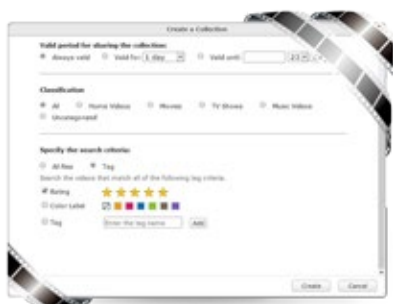 Create a Collection
Valid period for sharing the collection:
Always valid Valid for: 1 day Valid until: 23
Classification
All Home Videos Movies TV Shows Music Videos
Uncategorized
Specify the search criteria:
All files Tag
Search the videos that match all of the following tag criteria.
Rating
Color Label
Tag Enter the tag name Add
Create Cancel